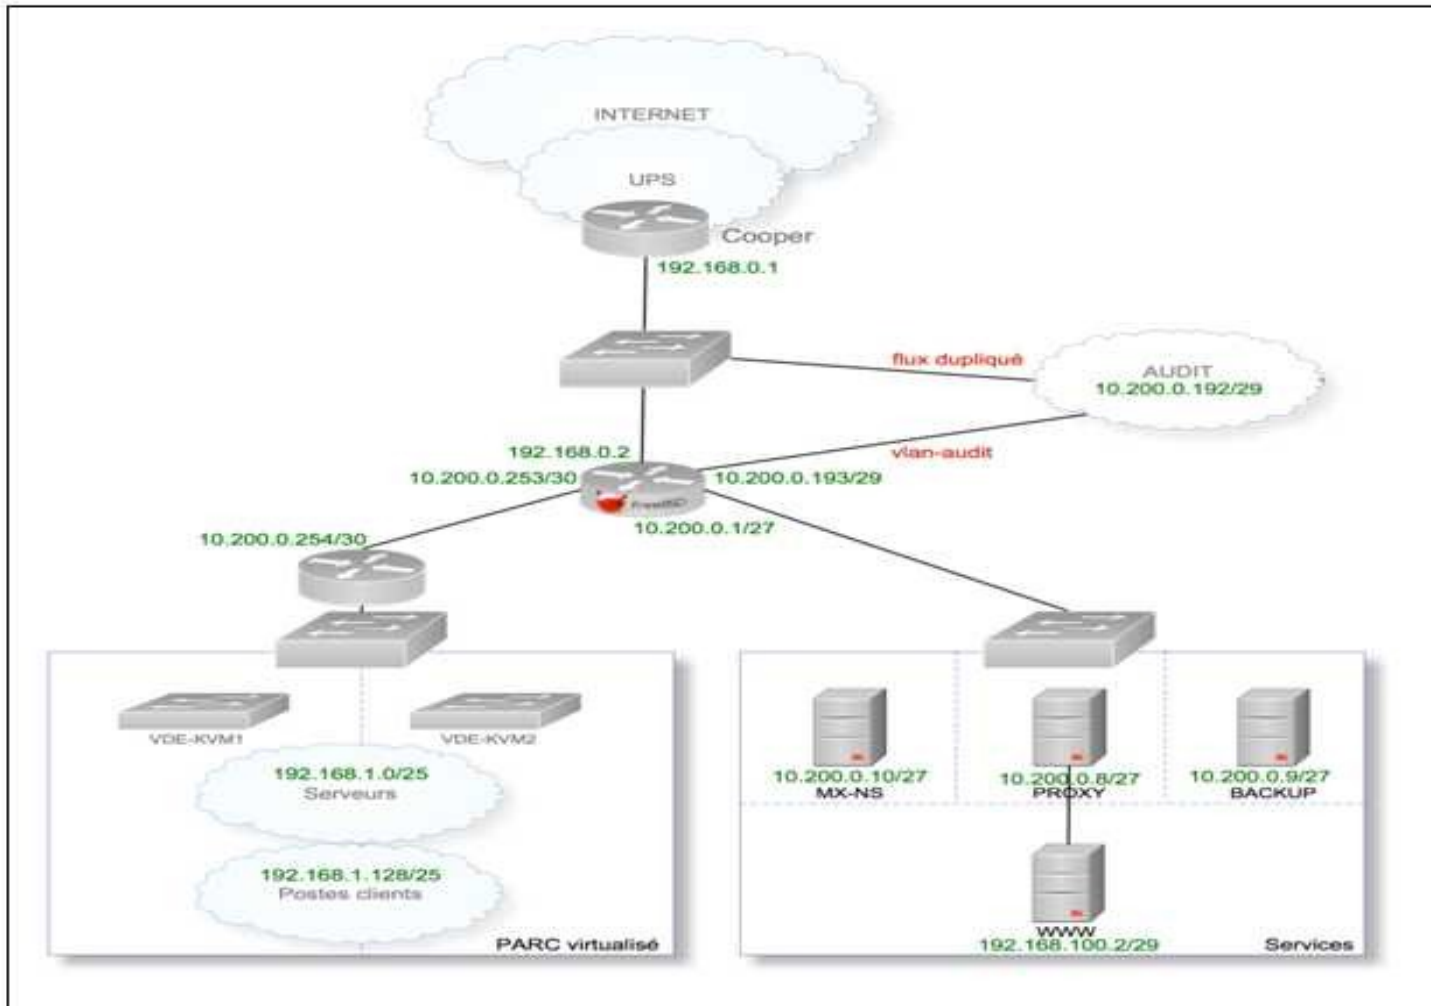 INTERNET
UPS
Cooper
192.168.0.1
flux dupliqué
AUDIT
10.200.0.192/29
192.168.0.2
vlan-audit
10.200.0.253/30
10.200.0.193/29
10.200.0.1/27
10.200.0.254/30
VDE-KVM1
VDE-KVM2
192.168.1.0/25
Serveurs
192.168.1.128/25
Postes clients
PARC virtualisé
10.200.0.10/27
MX-NS
10.200.0.8/27
PROXY
10.200.0.9/27
BACKUP
WWW
192.168.100.2/29
Services